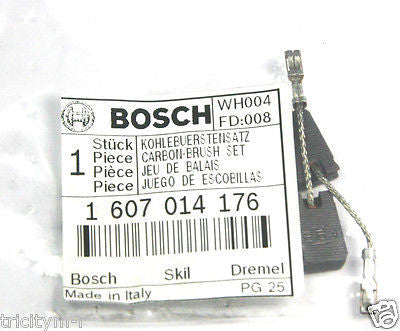 BOSCH
WH004
FD:008
1
Stück
Piece
Pièce
Piece
KOHLEBUERSTENSATZ
CARBON-BRUSH SET
JEU DE BALAIS
JUEGO DE ESCOBILLAS
1 607 014 176
Bosch Skil Dremel
Made in Italy PG 25